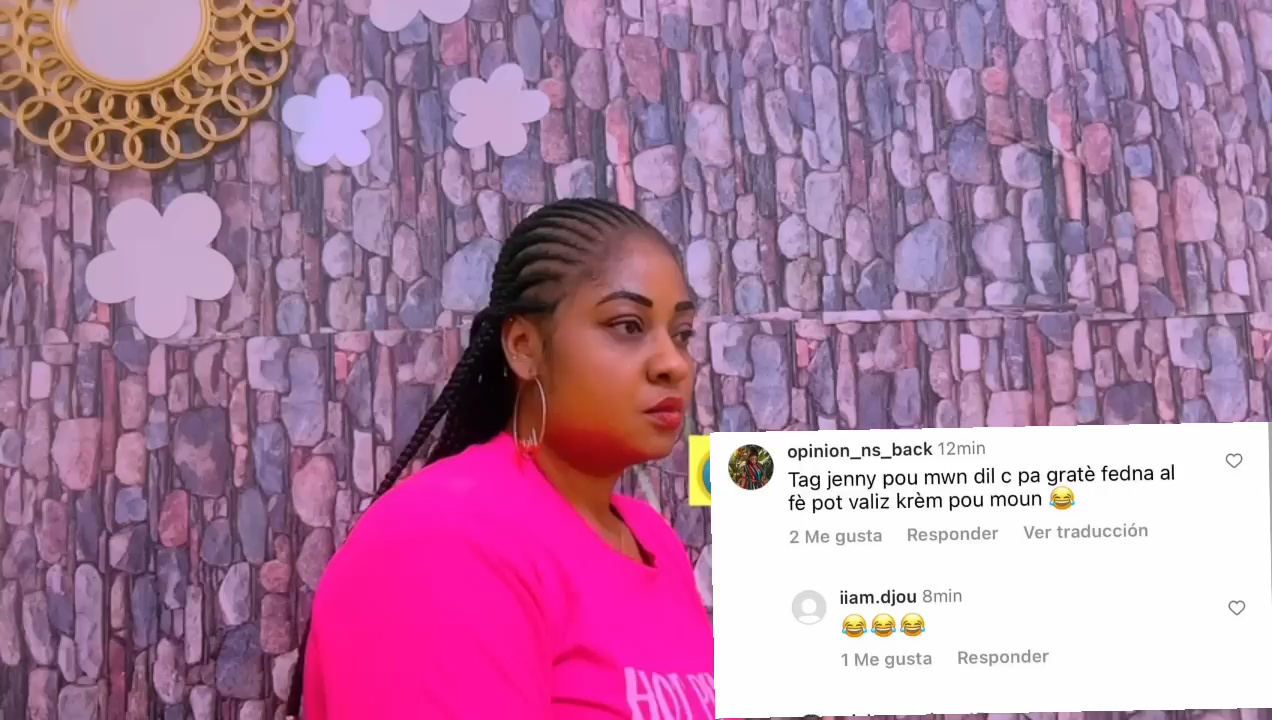 opinion_ns_back 12min
Tag jenny pou mwn dil c pa gratè fedna al
fè pot valiz krèm pou moun 😂
2 Me gusta Responder Ver traducción
iiam.djou 8min
😂😂😂
1 Me gusta Responder
HOT